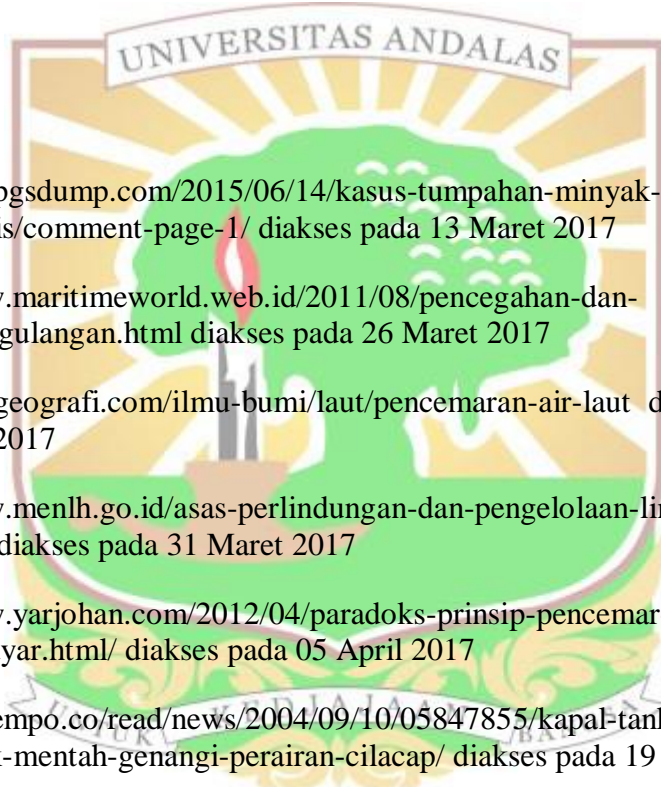 UNIVERSITAS ANDALAS
pgsdump.com/2015/06/14/kasus-tumpahan-minyak-
is/comment-page-1/ diakses pada 13 Maret 2017
.maritimeworld.web.id/2011/08/pencegahan-dan-
gulangan.html diakses pada 26 Maret 2017
geografi.com/ilmu-bumi/laut/pencemaran-air-laut d
2017
.menlh.go.id/asas-perlindungan-dan-pengelolaan-lin
diakses pada 31 Maret 2017
.yarjohan.com/2012/04/paradoks-prinsip-pencemar
yar.html/ diakses pada 05 April 2017
empo.co/read/news/2004/09/10/05847855/kapal-tank
k-mentah-genangi-perairan-cilacap/ diakses pada 19
UNTUK KEDJAJAAN BANGSA